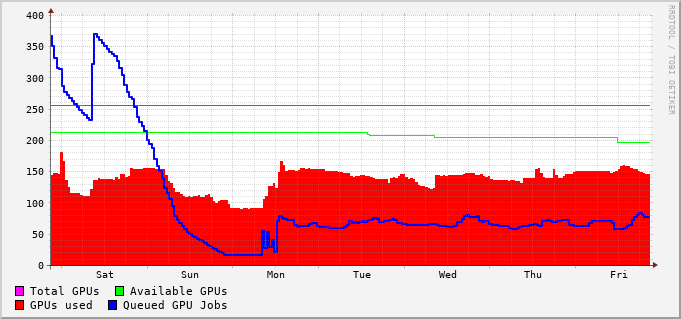 400
350
300
250
200
150
100
50
0
Sat Sun Mon Tue Wed Thu Fri
Total GPUs Available GPUs
GPUs used Queued GPU Jobs
RRDTOOL / TOBI OETIKER